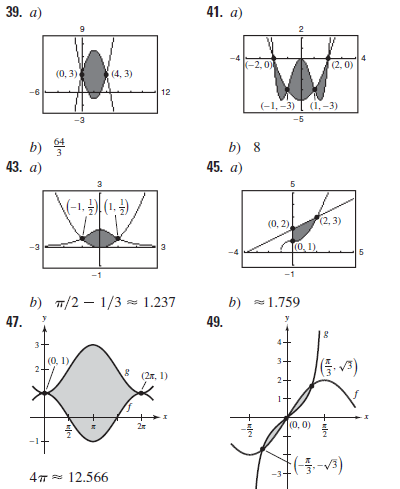 39. a)
9
(0, 3)
(4, 3)
-6
12
-3
b) 64/3
41. a)
2
-4
(-2, 0)
(2, 0)
4
(-1, -3)
(1, -3)
-5
b) 8
43. a)
3
(-1, 1/2)
(1, 1/2)
-3
3
-1
b) π/2 − 1/3 ≈ 1.237
45. a)
5
(0, 2)
(2, 3)
(0, 1)
-4
5
-1
b) ≈1.759
47.
y
3
(0, 1)
2
g
(2π, 1)
f
x
π/2
π
2π
-1
4π ≈ 12.566
49.
y
g
4
3
(π/3, √3)
2
f
1
x
-π/2
(0, 0)
π/2
(-π/3, -√3)
-3